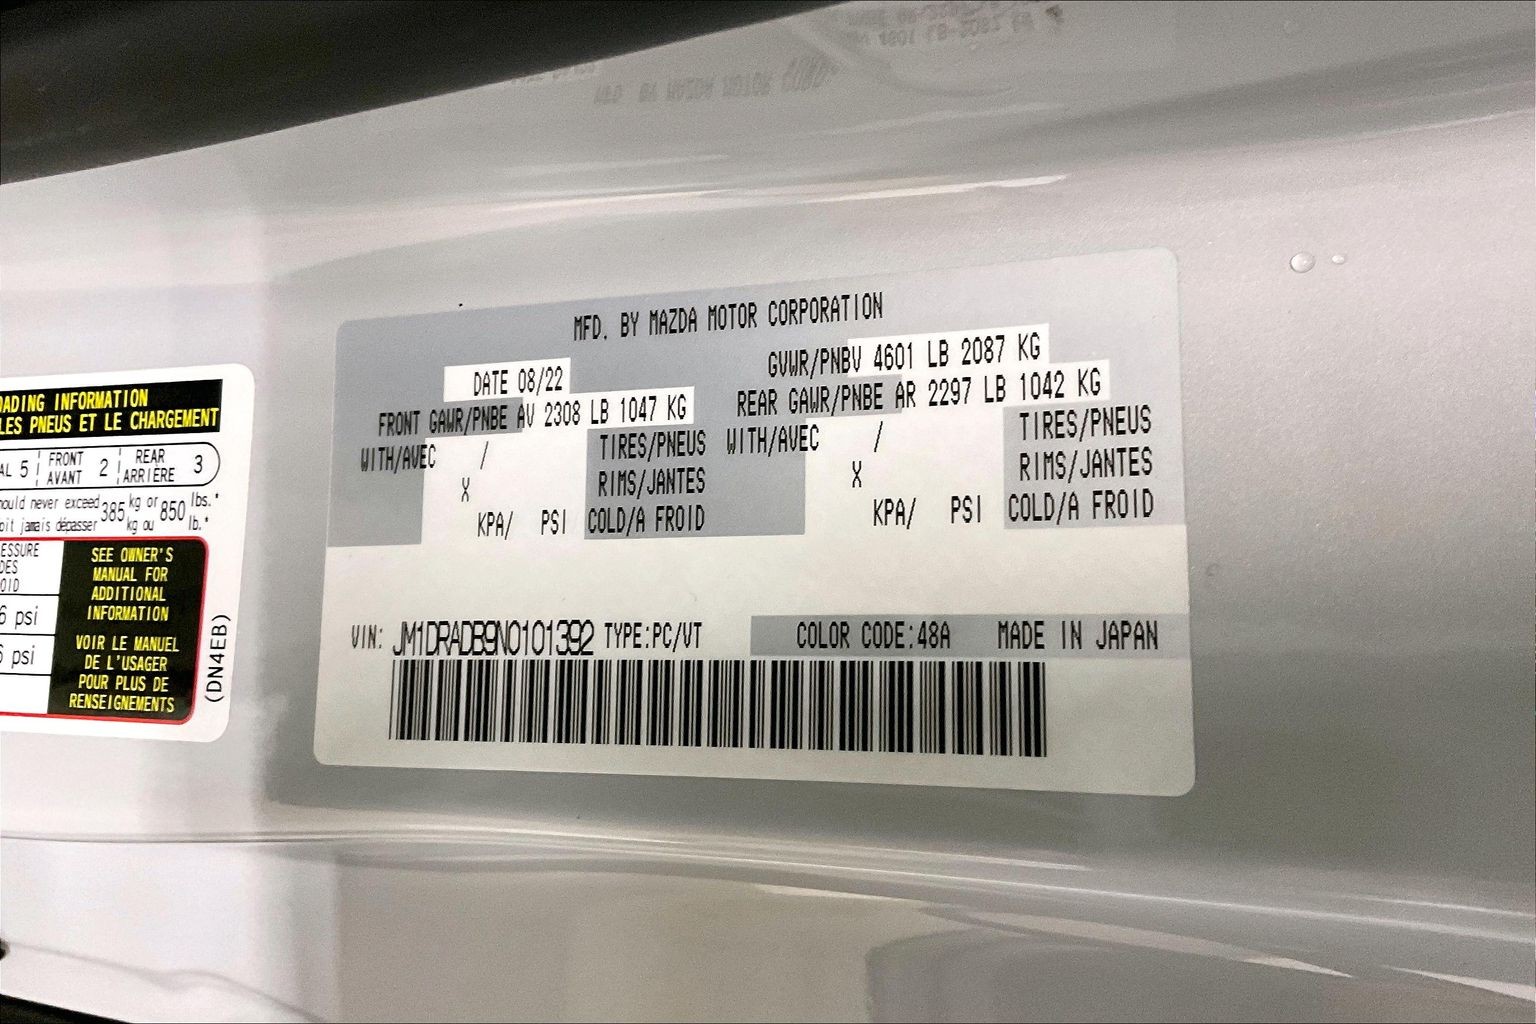 MFD. BY MAZDA MOTOR CORPORATION
DATE 08/22
GVWR/PNBV 4601 LB 2087 KG
FRONT GAWR/PNBE AV 2308 LB 1047 KG
REAR GAWR/PNBE AR 2297 LB 1042 KG
WITH/AVEC / TIRES/PNEUS
X RIMS/JANTES
KPA/ PSI COLD/A FROID
WITH/AVEC / TIRES/PNEUS
X RIMS/JANTES
KPA/ PSI COLD/A FROID
VIN: JM1DRADB9N0101392 TYPE:PC/VT COLOR CODE:48A MADE IN JAPAN
OADING INFORMATION
LES PNEUS ET LE CHARGEMENT
AL 5 FRONT AVANT 2 REAR ARRIÈRE 3
ould never exceed 385 kg or 850 lbs.
oit jamais dépasser kg ou lb.
ESSURE
DES
OID
6 psi
6 psi
SEE OWNER'S
MANUAL FOR
ADDITIONAL
INFORMATION
VOIR LE MANUEL
DE L'USAGER
POUR PLUS DE
RENSEIGNEMENTS
(DN4EB)